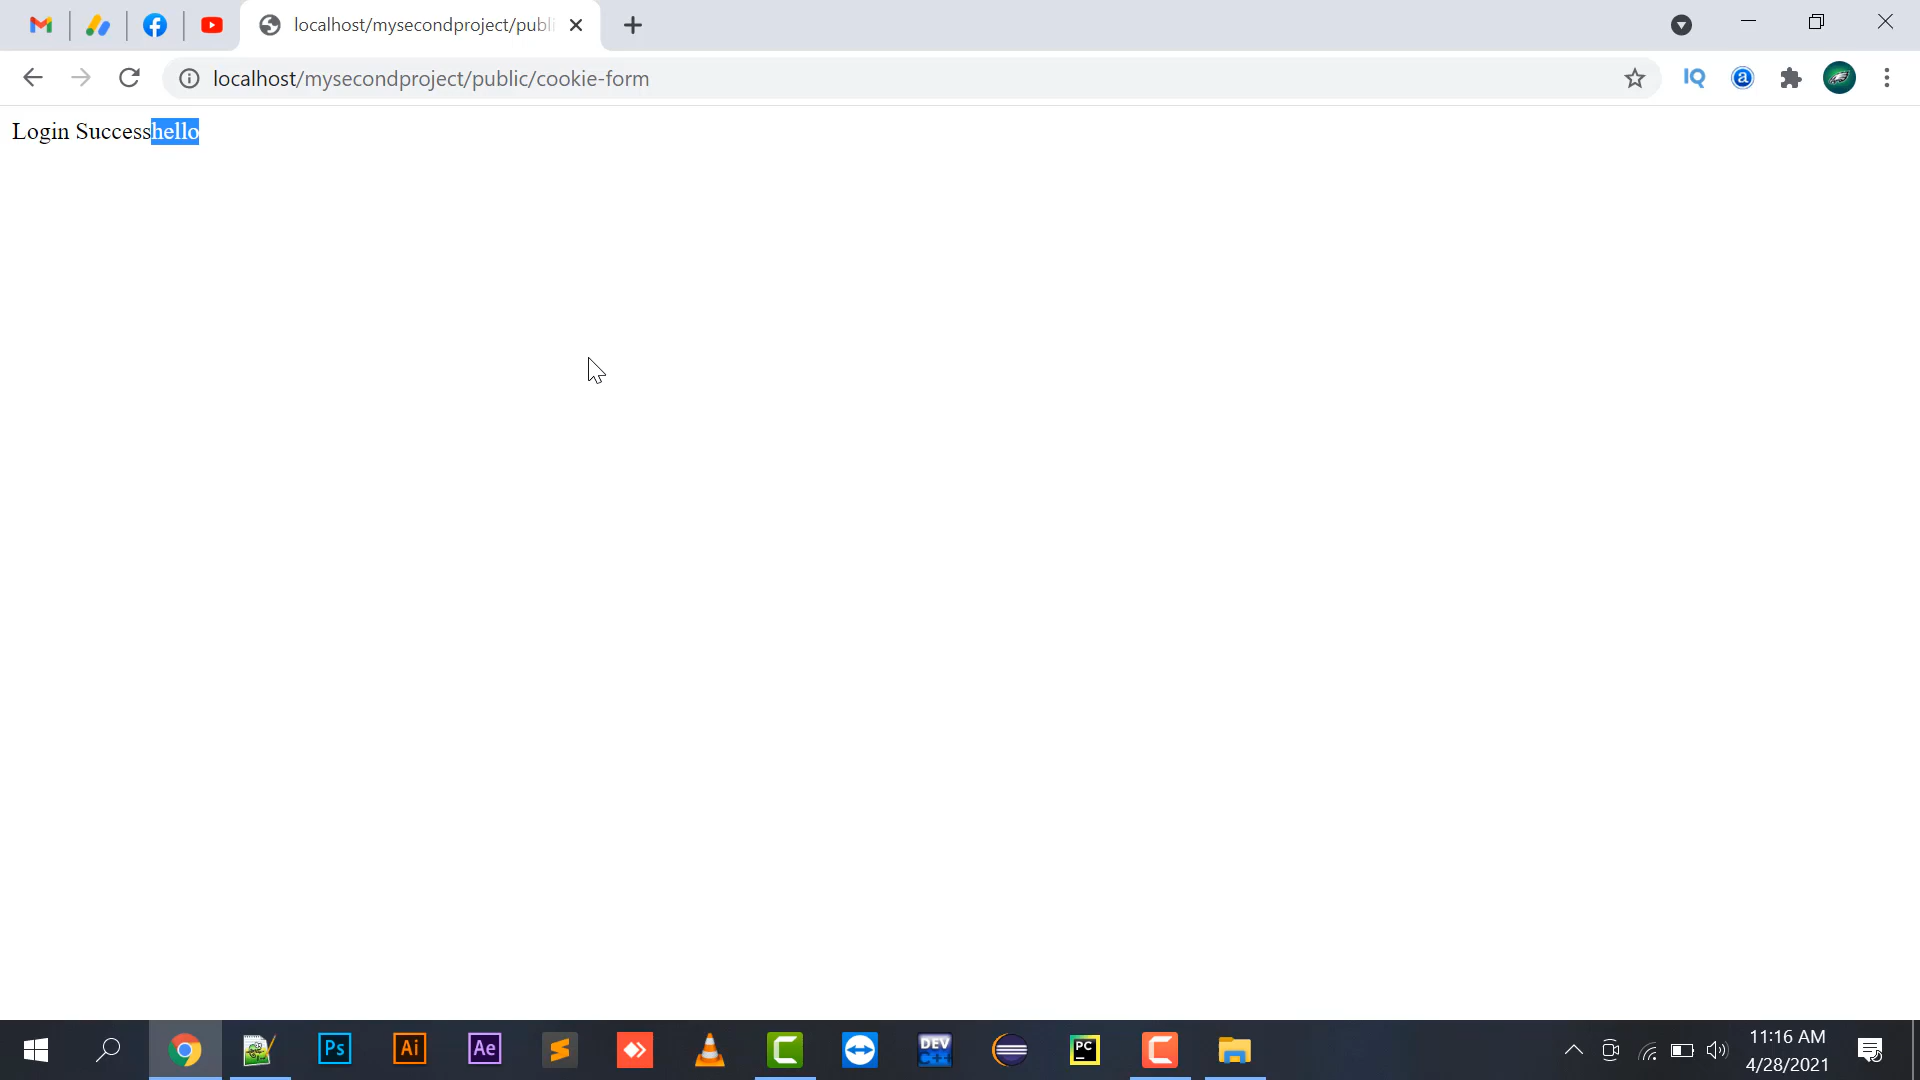 localhost/mysecondproject/publi
localhost/mysecondproject/public/cookie-form
IQ
a
Login Successhello
Ps
Ai
Ae
DEV
C++
PC
11:16 AM
4/28/2021